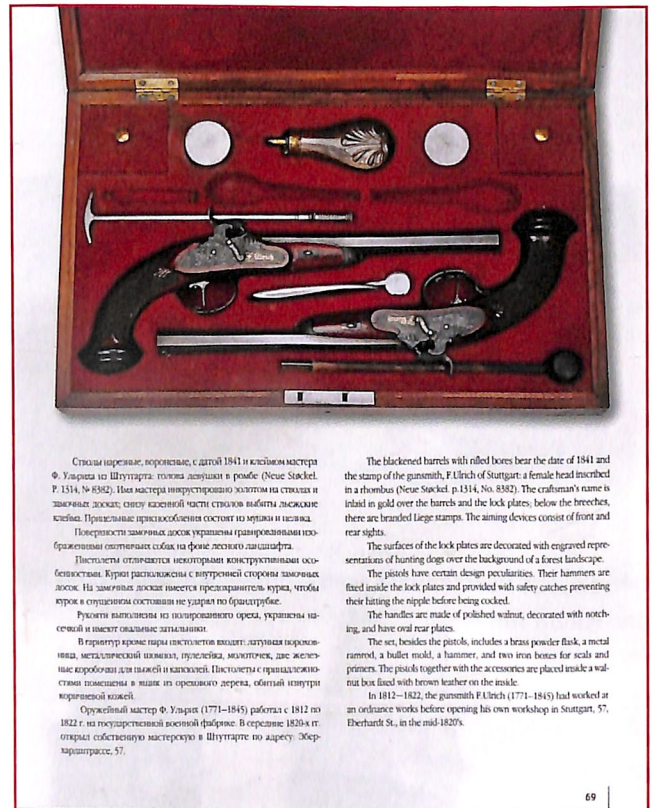 F. Ulrich
Стволы нарезные, вороненые, с датой 1841 и клеймом мастера
Ф. Ульриха из Штутгарта: голова девушки в ромбе (Neue Støckel.
P. 1314, № 8382). Имя мастера инкрустировано золотом на стволах и
замочных досках; снизу казенной части стволов выбиты льежские
клейма. Прицельные приспособления состоят из мушки и целика.
Поверхности замочных досок украшены гравированными изо-
бражениями охотничьих собак на фоне лесного ландшафта.
Пистолеты отличаются некоторыми конструктивными осо-
бенностями. Курки расположены с внутренней стороны замочных
досок. На замочных досках имеется предохранитель курка, чтобы
курок в спущенном состоянии не ударял по брандтрубке.
Рукояти выполнены из полированного ореха, украшены на-
сечкой и имеют овальные затыльники.
В гарнитур кроме пары пистолетов входят: латунная порохов-
ница, металлический шомпол, пулелейка, молоточек, две желез-
ные коробочки для пыжей и капсюлей. Пистолеты с принадлежно-
стями помещены в ящик из орехового дерева, обитый изнутри
коричневой кожей.
Оружейный мастер Ф. Ульрих (1771–1845) работал с 1812 по
1822 г. на государственной военной фабрике. В середине 1820-х гг.
открыл собственную мастерскую в Штутгарте по адресу: Эбер-
хардштрассе, 57.
The blackened barrels with rifled bores bear the date of 1841 and
the stamp of the gunsmith, F.Ulrich of Stuttgart: a female head inscribed
in a rhombus (Neue Støckel. p.1314, No. 8382). The craftsman's name is
inlaid in gold over the barrels and the lock plates; below the breeches,
there are branded Liege stamps. The aiming devices consist of front and
rear sights.
The surfaces of the lock plates are decorated with engraved repre-
sentations of hunting dogs over the background of a forest landscape.
The pistols have certain design peculiarities. Their hammers are
fixed inside the lock plates and provided with safety catches preventing
their hitting the nipple before being cocked.
The handles are made of polished walnut, decorated with notch-
ing, and have oval rear plates.
The set, besides the pistols, includes a brass powder flask, a metal
ramrod, a bullet mold, a hammer, and two iron boxes for seals and
primers. The pistols together with the accessories are placed inside a wal-
nut box fixed with brown leather on the inside.
In 1812–1822, the gunsmith F.Ulrich (1771–1845) had worked at
an ordnance works before opening his own workshop in Stuttgart, 57,
Eberhardt St., in the mid-1820's.
69